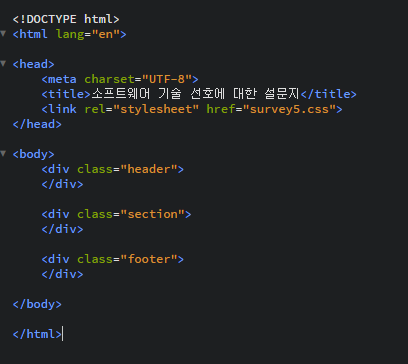 <!DOCTYPE html>
<html lang="en">
<head>
<meta charset="UTF-8">
<title>소프트웨어 기술 선호에 대한 설문지</title>
<link rel="stylesheet" href="survey5.css">
</head>
<body>
<div class="header">
</div>
<div class="section">
</div>
<div class="footer">
</div>
</body>
</html>